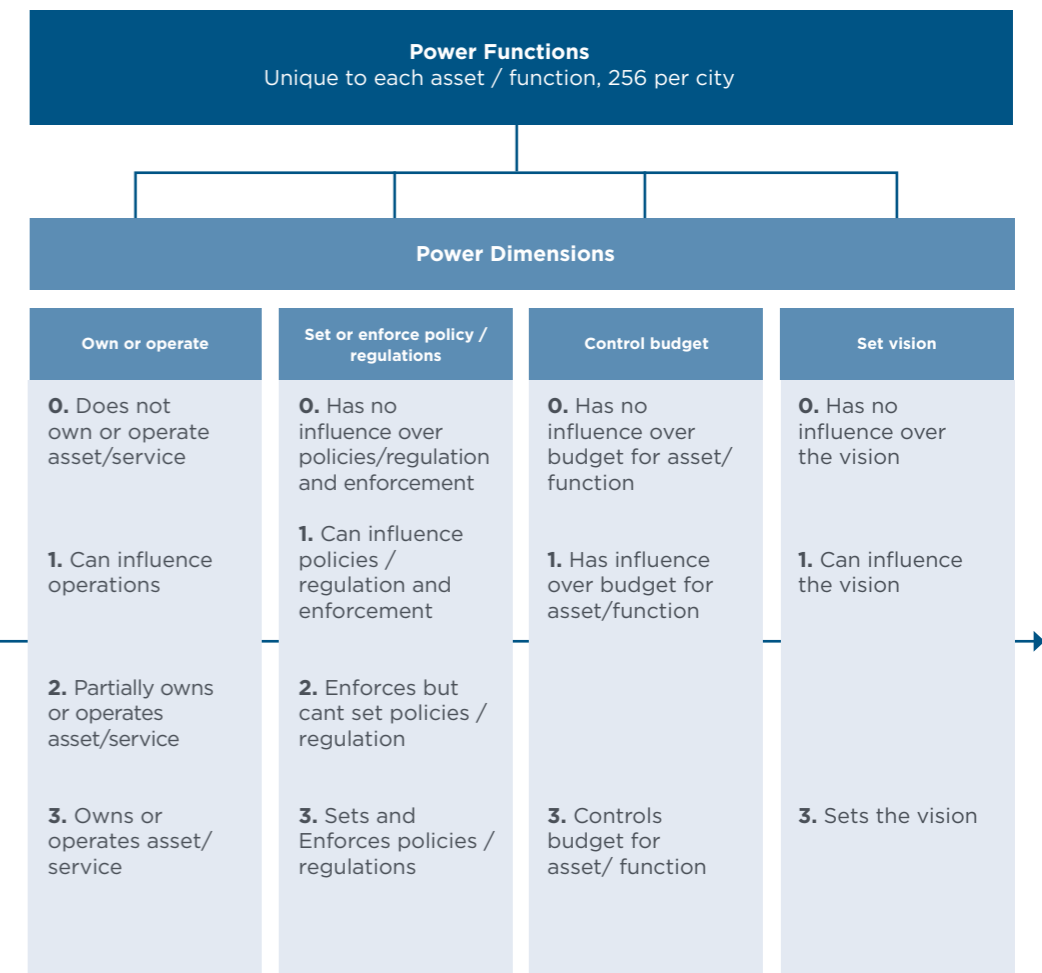 Power Functions
Unique to each asset / function, 256 per city
Power Dimensions
Own or operate
0. Does not
own or operate
asset/service
1. Can influence
operations
2. Partially owns
or operates
asset/service
3. Owns or
operates asset/
service
Set or enforce policy /
regulations
0. Has no
influence over
policies/regulation
and enforcement
1. Can influence
policies /
regulation and
enforcement
2. Enforces but
cant set policies /
regulation
3. Sets and
Enforces policies /
regulations
Control budget
0. Has no
influence over
budget for asset/
function
1. Has influence
over budget for
asset/function
3. Controls
budget for
asset/ function
Set vision
0. Has no
influence over
the vision
1. Can influence
the vision
3. Sets the vision